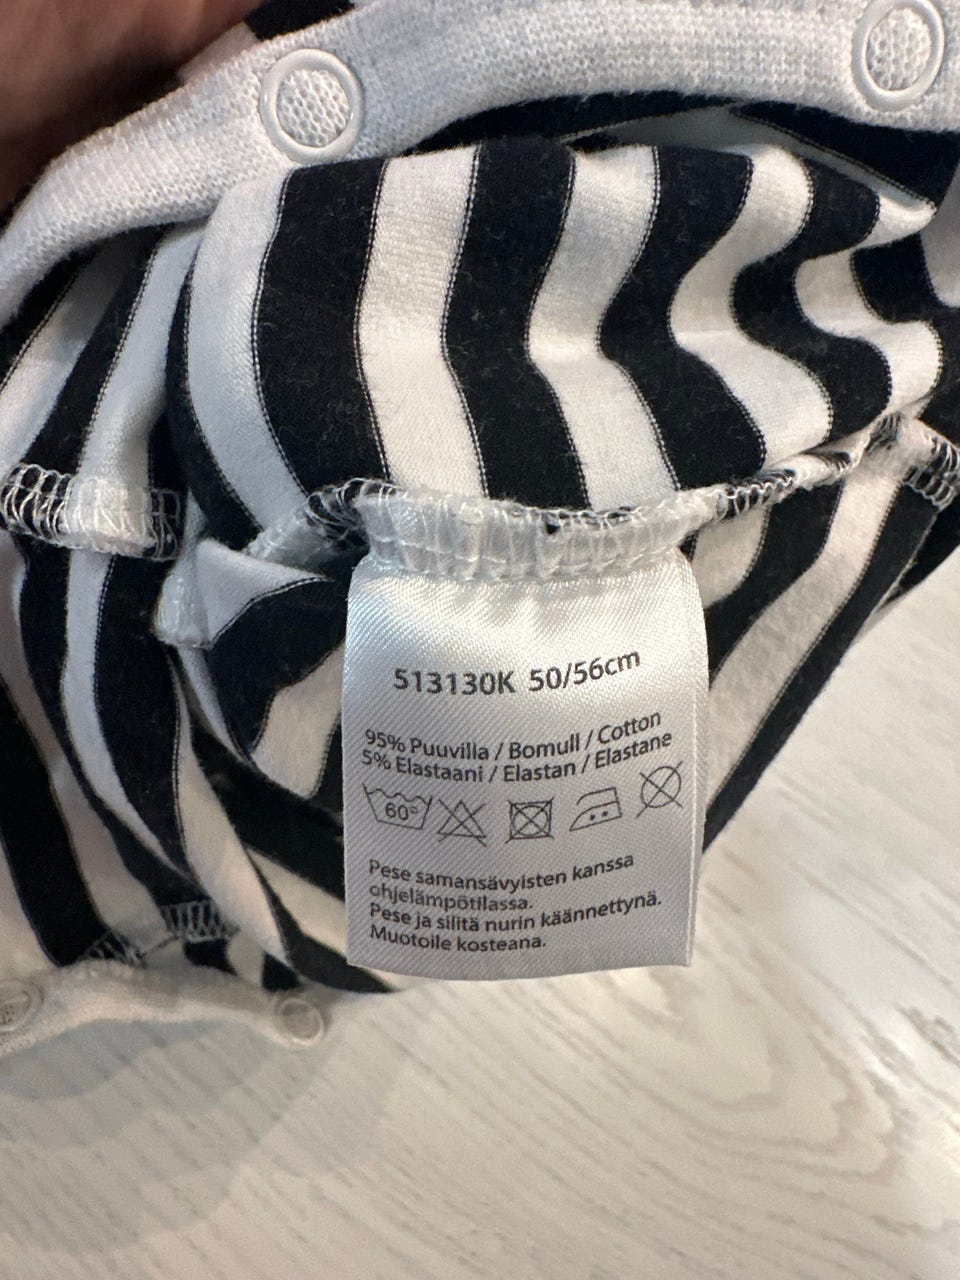 513130K 50/56cm
95% Puuvilla / Bomull / Cotton
5% Elastaani / Elastan / Elastane
60°
Pese samansävyisten kanssa
ohjelämpötilassa.
Pese ja silitä nurin käännettynä.
Muotoile kosteana.